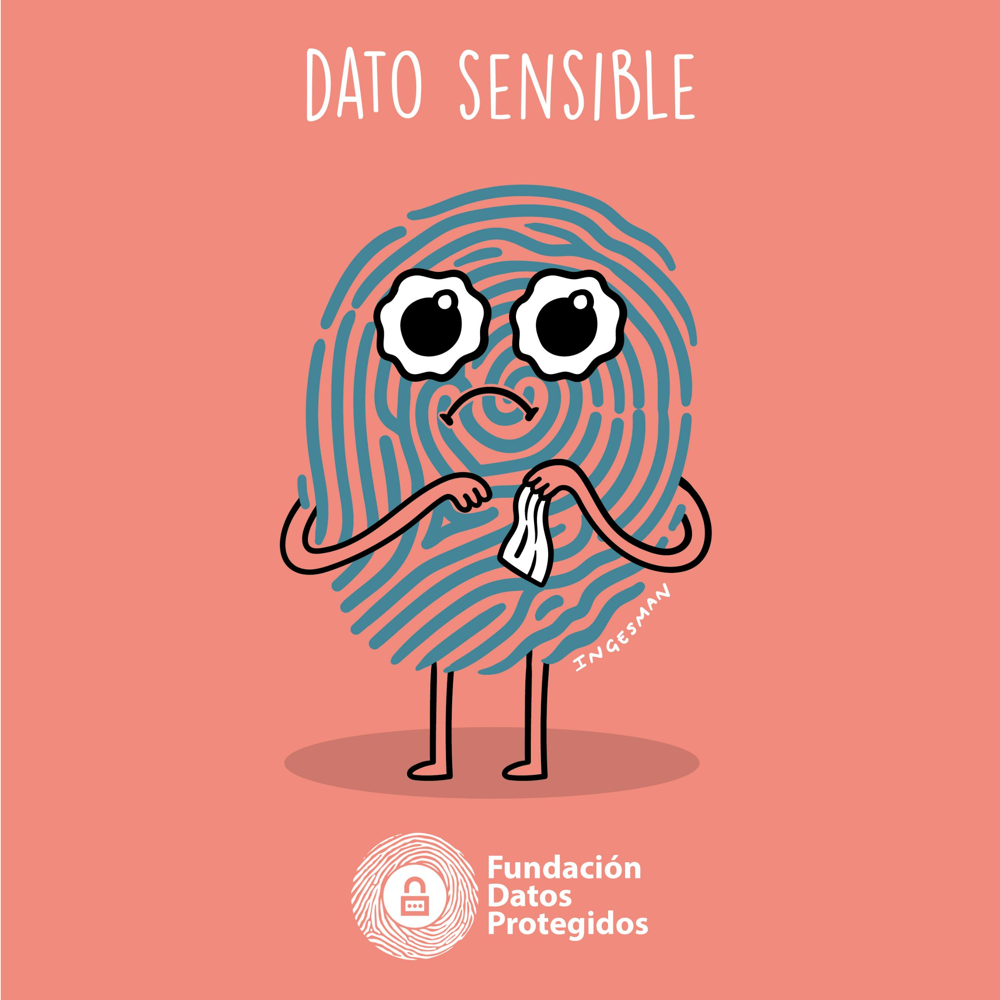 DATO SENSIBLE
INGESMAN
Fundación
Datos
Protegidos